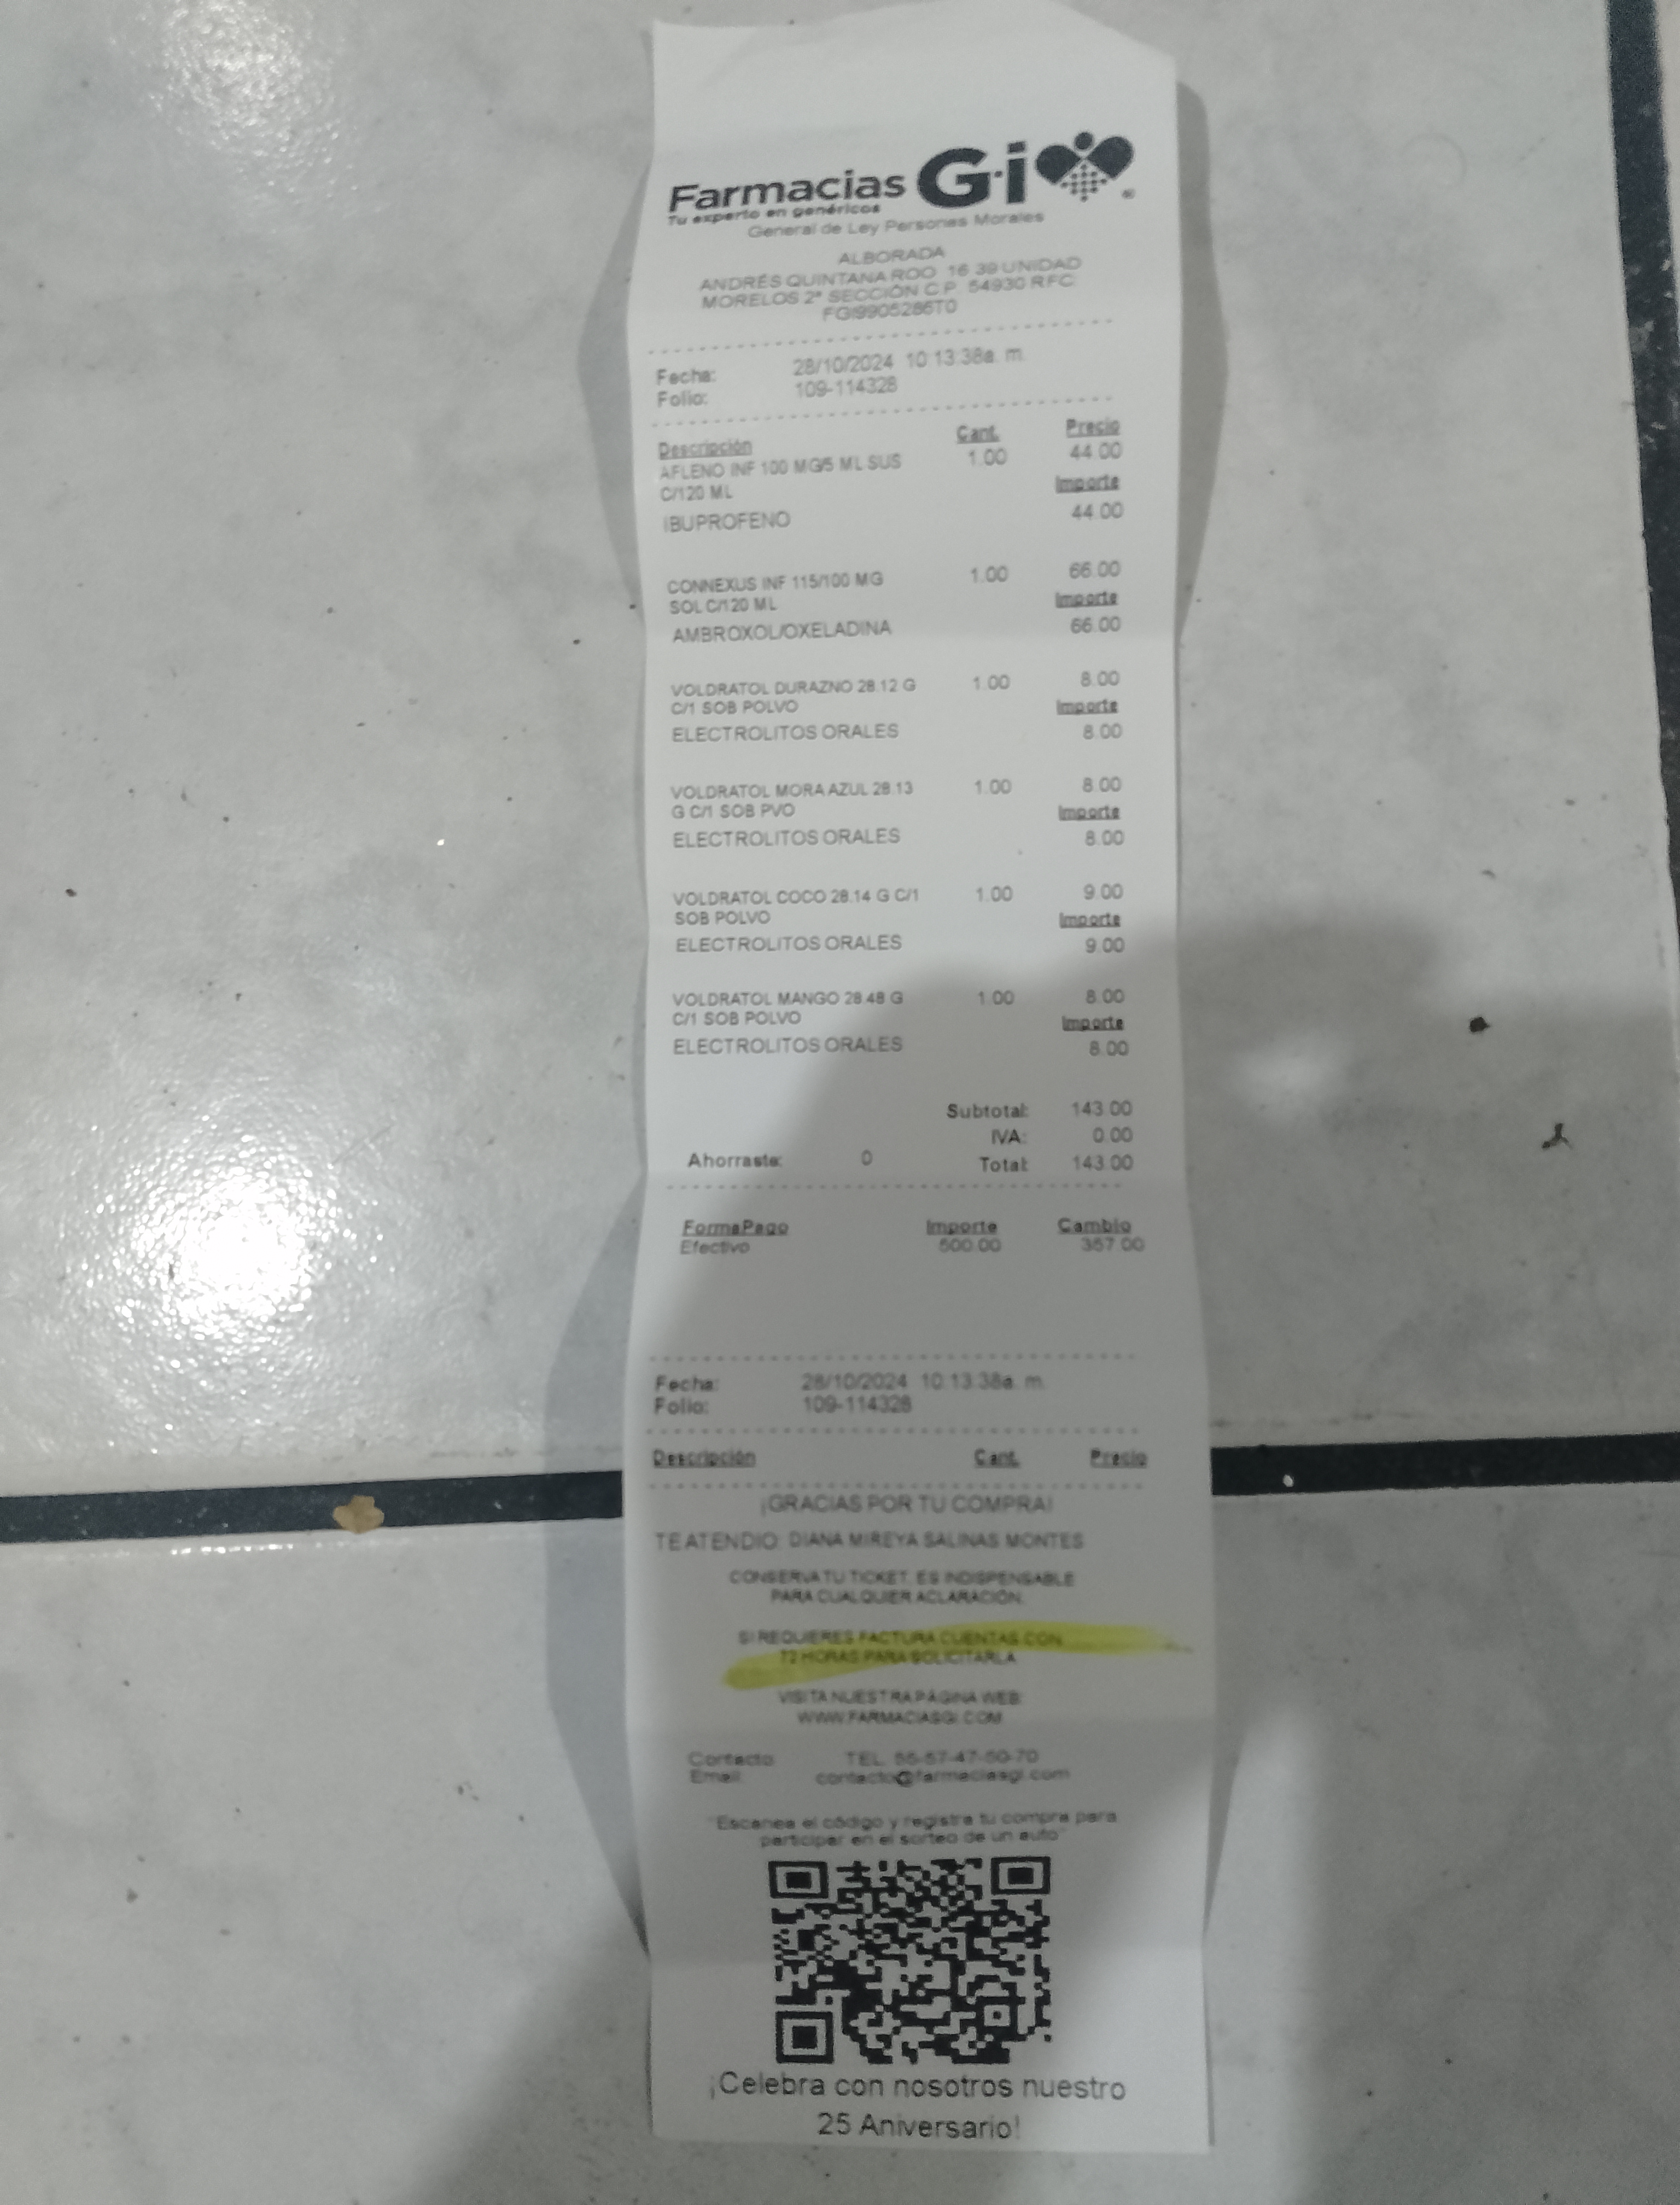 Farmacias G·i
Tu experto en genéricos
General de Ley Personas Morales
ALBORADA
ANDRÉS QUINTANA ROO 16 39 UNIDAD
MORELOS 2ª SECCIÓN C.P. 54930 RFC:
FGI9905286T0
Fecha: 28/10/2024 10:13:38a. m.
Folio: 109-114328
Descripción Cant. Precio
AFLENO INF 100 MG/5 ML SUS 1.00 44.00
C/120 ML Importe
IBUPROFENO 44.00
CONNEXUS INF 115/100 MG 1.00 66.00
SOL C/120 ML Importe
AMBROXOL/OXELADINA 66.00
VOLDRATOL DURAZNO 28.12 G 1.00 8.00
C/1 SOB POLVO Importe
ELECTROLITOS ORALES 8.00
VOLDRATOL MORA AZUL 28.13 1.00 8.00
G C/1 SOB PVO Importe
ELECTROLITOS ORALES 8.00
VOLDRATOL COCO 28.14 G C/1 1.00 9.00
SOB POLVO Importe
ELECTROLITOS ORALES 9.00
VOLDRATOL MANGO 28.48 G 1.00 8.00
C/1 SOB POLVO Importe
ELECTROLITOS ORALES 8.00
Subtotal: 143.00
IVA: 0.00
Ahorraste: 0 Total: 143.00
FormaPago Importe Cambio
Efectivo 500.00 357.00
Fecha: 28/10/2024 10:13:38a. m.
Folio: 109-114328
Descripción Cant. Precio
¡GRACIAS POR TU COMPRA!
TE ATENDIO: DIANA MIREYA SALINAS MONTES
CONSERVA TU TICKET, ES INDISPENSABLE
PARA CUALQUIER ACLARACIÓN.
SI REQUIERES FACTURA CUENTAS CON
72 HORAS PARA SOLICITARLA
VISITA NUESTRA PÁGINA WEB:
WWW.FARMACIASGI.COM
Contacto TEL.
Email: contacto@farmaciasgi.com
"Escanea el código y registra tu compra para
participar en el sorteo de un auto"
¡Celebra con nosotros nuestro
25 Aniversario!